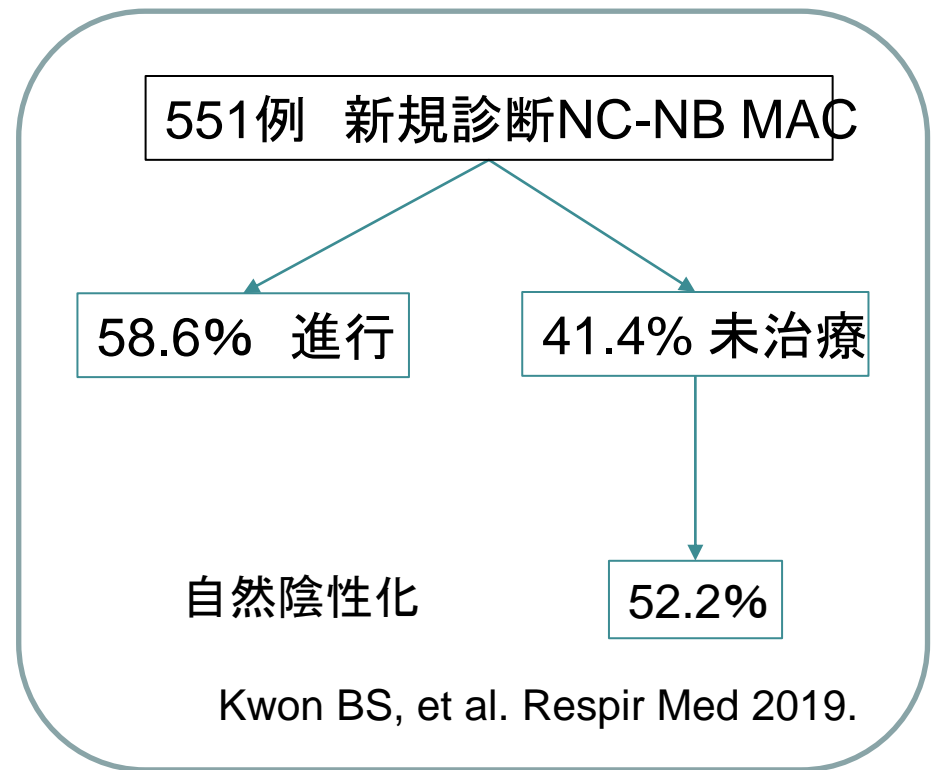 551例 新規診断NC-NB MAC
58.6% 進行
41.4% 未治療
自然陰性化
52.2%
Kwon BS, et al. Respir Med 2019.